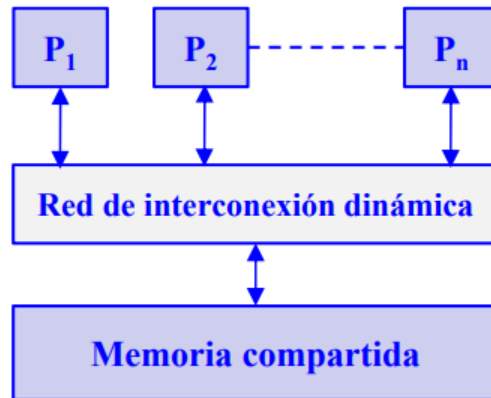 P₁ P₂ Pₙ
Red de interconexión dinámica
Memoria compartida